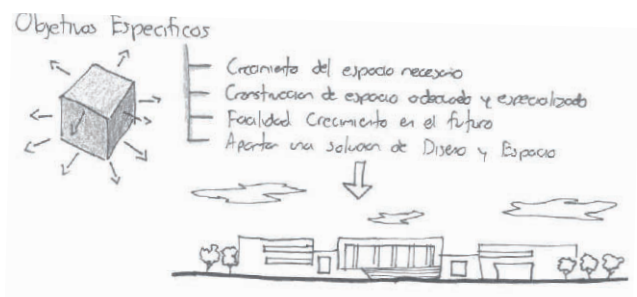 Objetivos Especificos
Crecimiento del espacio necesario
Construccion de espacio adecuado y especializado
Facilidad Crecimiento en el futuro
Aportar una solucion de Diseño y Espacio